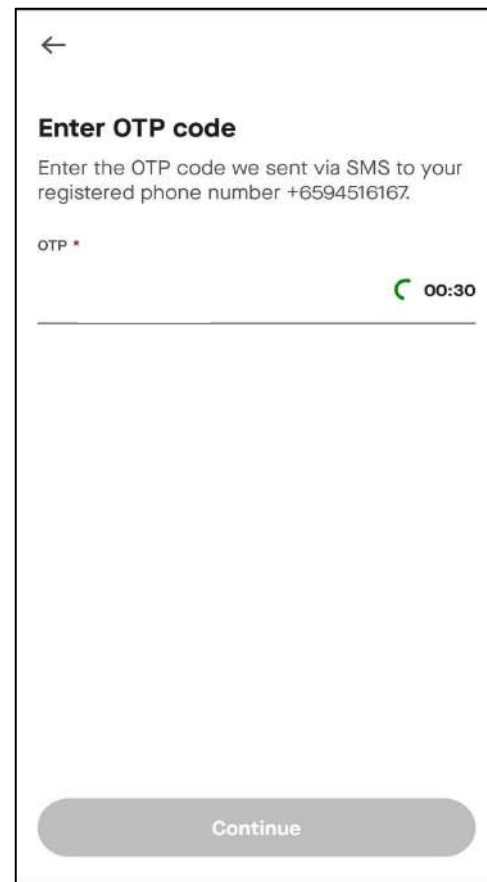 Enter OTP code
Enter the OTP code we sent via SMS to your
registered phone number +6594516167.
OTP *
00:30
Continue